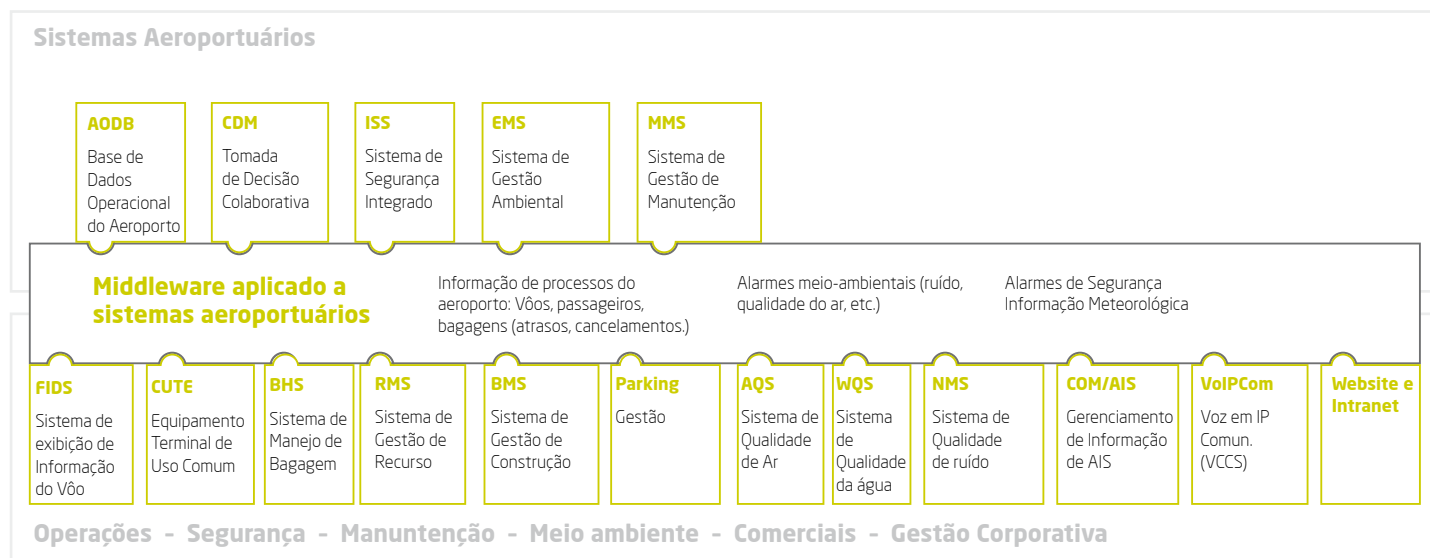 Sistemas Aeroportuários
AODB
Base de
Dados
Operacional
do Aeroporto
CDM
Tomada
de Decisão
Colaborativa
ISS
Sistema de
Segurança
Integrado
EMS
Sistema de
Gestão
Ambiental
MMS
Sistema de
Gestão de
Manutenção
Middleware aplicado a
sistemas aeroportuários
Informação de processos do
aeroporto: Vôos, passageiros,
bagagens (atrasos, cancelamentos.)
Alarmes meio-ambientais (ruído,
qualidade do ar, etc.)
Alarmes de Segurança
Informação Meteorológica
FIDS
Sistema de
exibição de
Informação
do Vôo
CUTE
Equipamento
Terminal de
Uso Comum
BHS
Sistema de
Manejo de
Bagagem
RMS
Sistema de
Gestão de
Recurso
BMS
Sistema de
Gestão de
Construção
Parking
Gestão
AQS
Sistema de
Qualidade
de Ar
WQS
Sistema
de
Qualidade
da água
NMS
Sistema de
Qualidade
de ruído
COM/AIS
Gerenciamento
de Informação
de AIS
VoIPCom
Voz em IP
Comun.
(VCCS)
Website e
Intranet
Operações - Segurança - Manuntenção - Meio ambiente - Comerciais - Gestão Corporativa